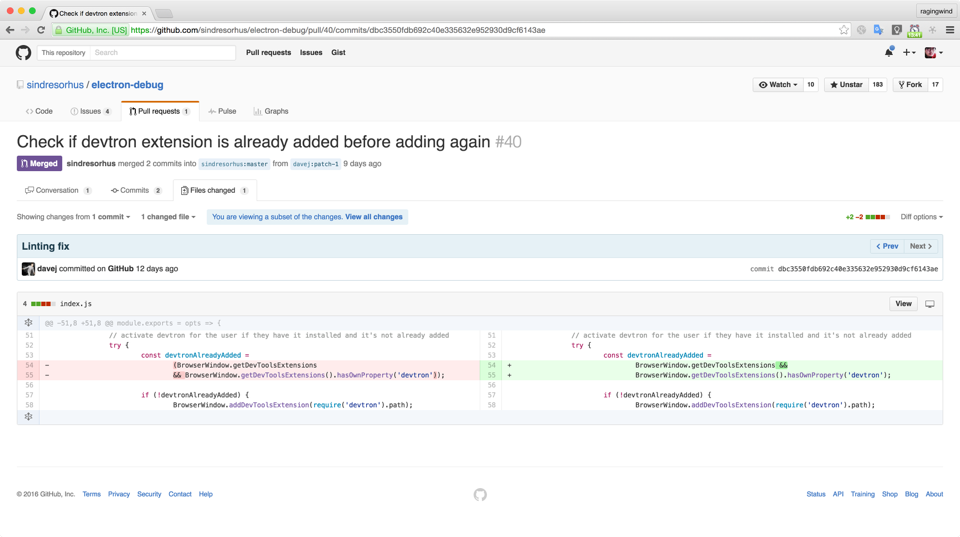 Check if devtron extension
ragingwind
GitHub, Inc. [US] https://github.com/sindresorhus/electron-debug/pull/40/commits/dbc3550fdb692c40e335632e952930d9cf6143ae
This repository Search Pull requests Issues Gist
sindresorhus / electron-debug
Watch 10 Unstar 183 Fork 17
Code Issues 4 Pull requests 1 Pulse Graphs
Check if devtron extension is already added before adding again #40
Merged sindresorhus merged 2 commits into sindresorhus:master from davej:patch-1 9 days ago
Conversation 1 Commits 2 Files changed 1
Showing changes from 1 commit 1 changed file You are viewing a subset of the changes. View all changes +2 −2 Diff options
Linting fix Prev Next
davej committed on GitHub 12 days ago commit dbc3550fdb692c40e335632e952930d9cf6143ae
4 index.js View
@@ -51,8 +51,8 @@ module.exports = opts => {
51 // activate devtron for the user if they have it installed and it's not already added 51 // activate devtron for the user if they have it installed and it's not already added
52 try { 52 try {
53 const devtronAlreadyAdded = 53 const devtronAlreadyAdded =
54 - (BrowserWindow.getDevToolsExtensions 54 + BrowserWindow.getDevToolsExtensions &&
55 - && BrowserWindow.getDevToolsExtensions().hasOwnProperty('devtron')); 55 + BrowserWindow.getDevToolsExtensions().hasOwnProperty('devtron');
56 56
57 if (!devtronAlreadyAdded) { 57 if (!devtronAlreadyAdded) {
58 BrowserWindow.addDevToolsExtension(require('devtron').path); 58 BrowserWindow.addDevToolsExtension(require('devtron').path);
© 2016 GitHub, Inc. Terms Privacy Security Contact Help Status API Training Shop Blog About